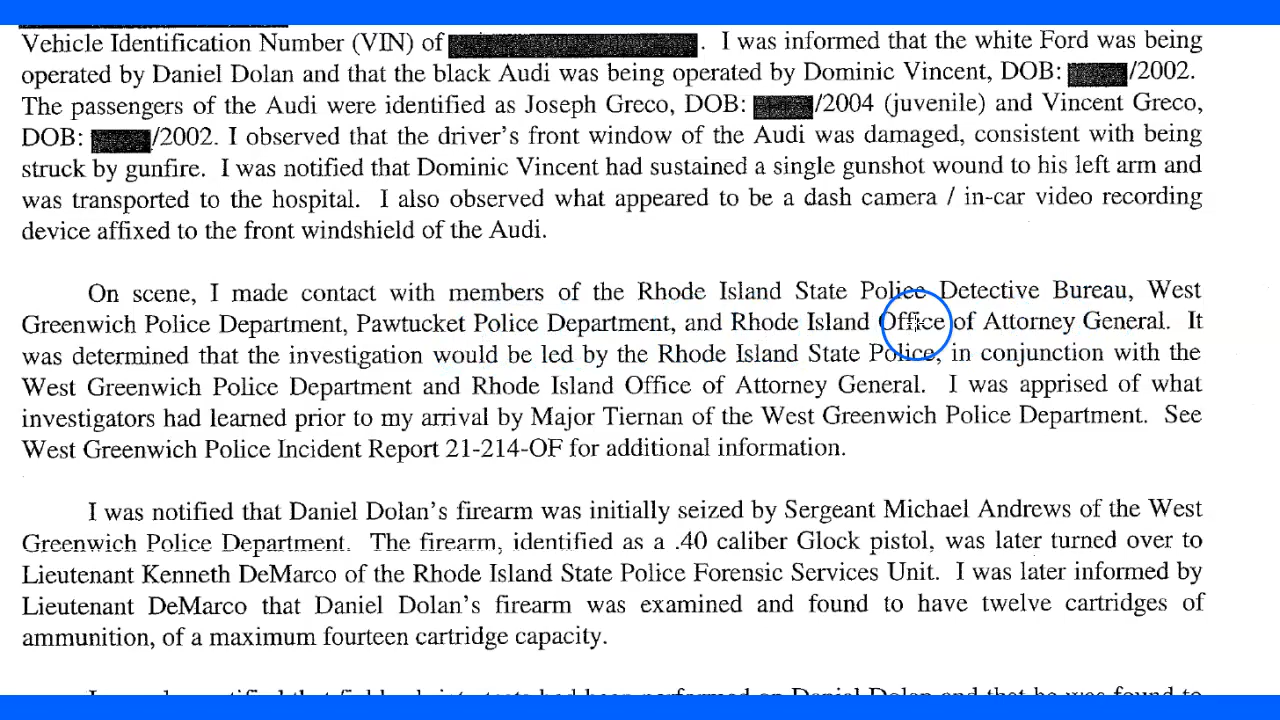 Vehicle Identification Number (VIN) of . I was informed that the white Ford was being
operated by Daniel Dolan and that the black Audi was being operated by Dominic Vincent, DOB: /2002.
The passengers of the Audi were identified as Joseph Greco, DOB: /2004 (juvenile) and Vincent Greco,
DOB: /2002. I observed that the driver's front window of the Audi was damaged, consistent with being
struck by gunfire. I was notified that Dominic Vincent had sustained a single gunshot wound to his left arm and
was transported to the hospital. I also observed what appeared to be a dash camera / in-car video recording
device affixed to the front windshield of the Audi.
On scene, I made contact with members of the Rhode Island State Police Detective Bureau, West
Greenwich Police Department, Pawtucket Police Department, and Rhode Island Office of Attorney General. It
was determined that the investigation would be led by the Rhode Island State Police, in conjunction with the
West Greenwich Police Department and Rhode Island Office of Attorney General. I was apprised of what
investigators had learned prior to my arrival by Major Tiernan of the West Greenwich Police Department. See
West Greenwich Police Incident Report 21-214-OF for additional information.
I was notified that Daniel Dolan's firearm was initially seized by Sergeant Michael Andrews of the West
Greenwich Police Department. The firearm, identified as a .40 caliber Glock pistol, was later turned over to
Lieutenant Kenneth DeMarco of the Rhode Island State Police Forensic Services Unit. I was later informed by
Lieutenant DeMarco that Daniel Dolan's firearm was examined and found to have twelve cartridges of
ammunition, of a maximum fourteen cartridge capacity.